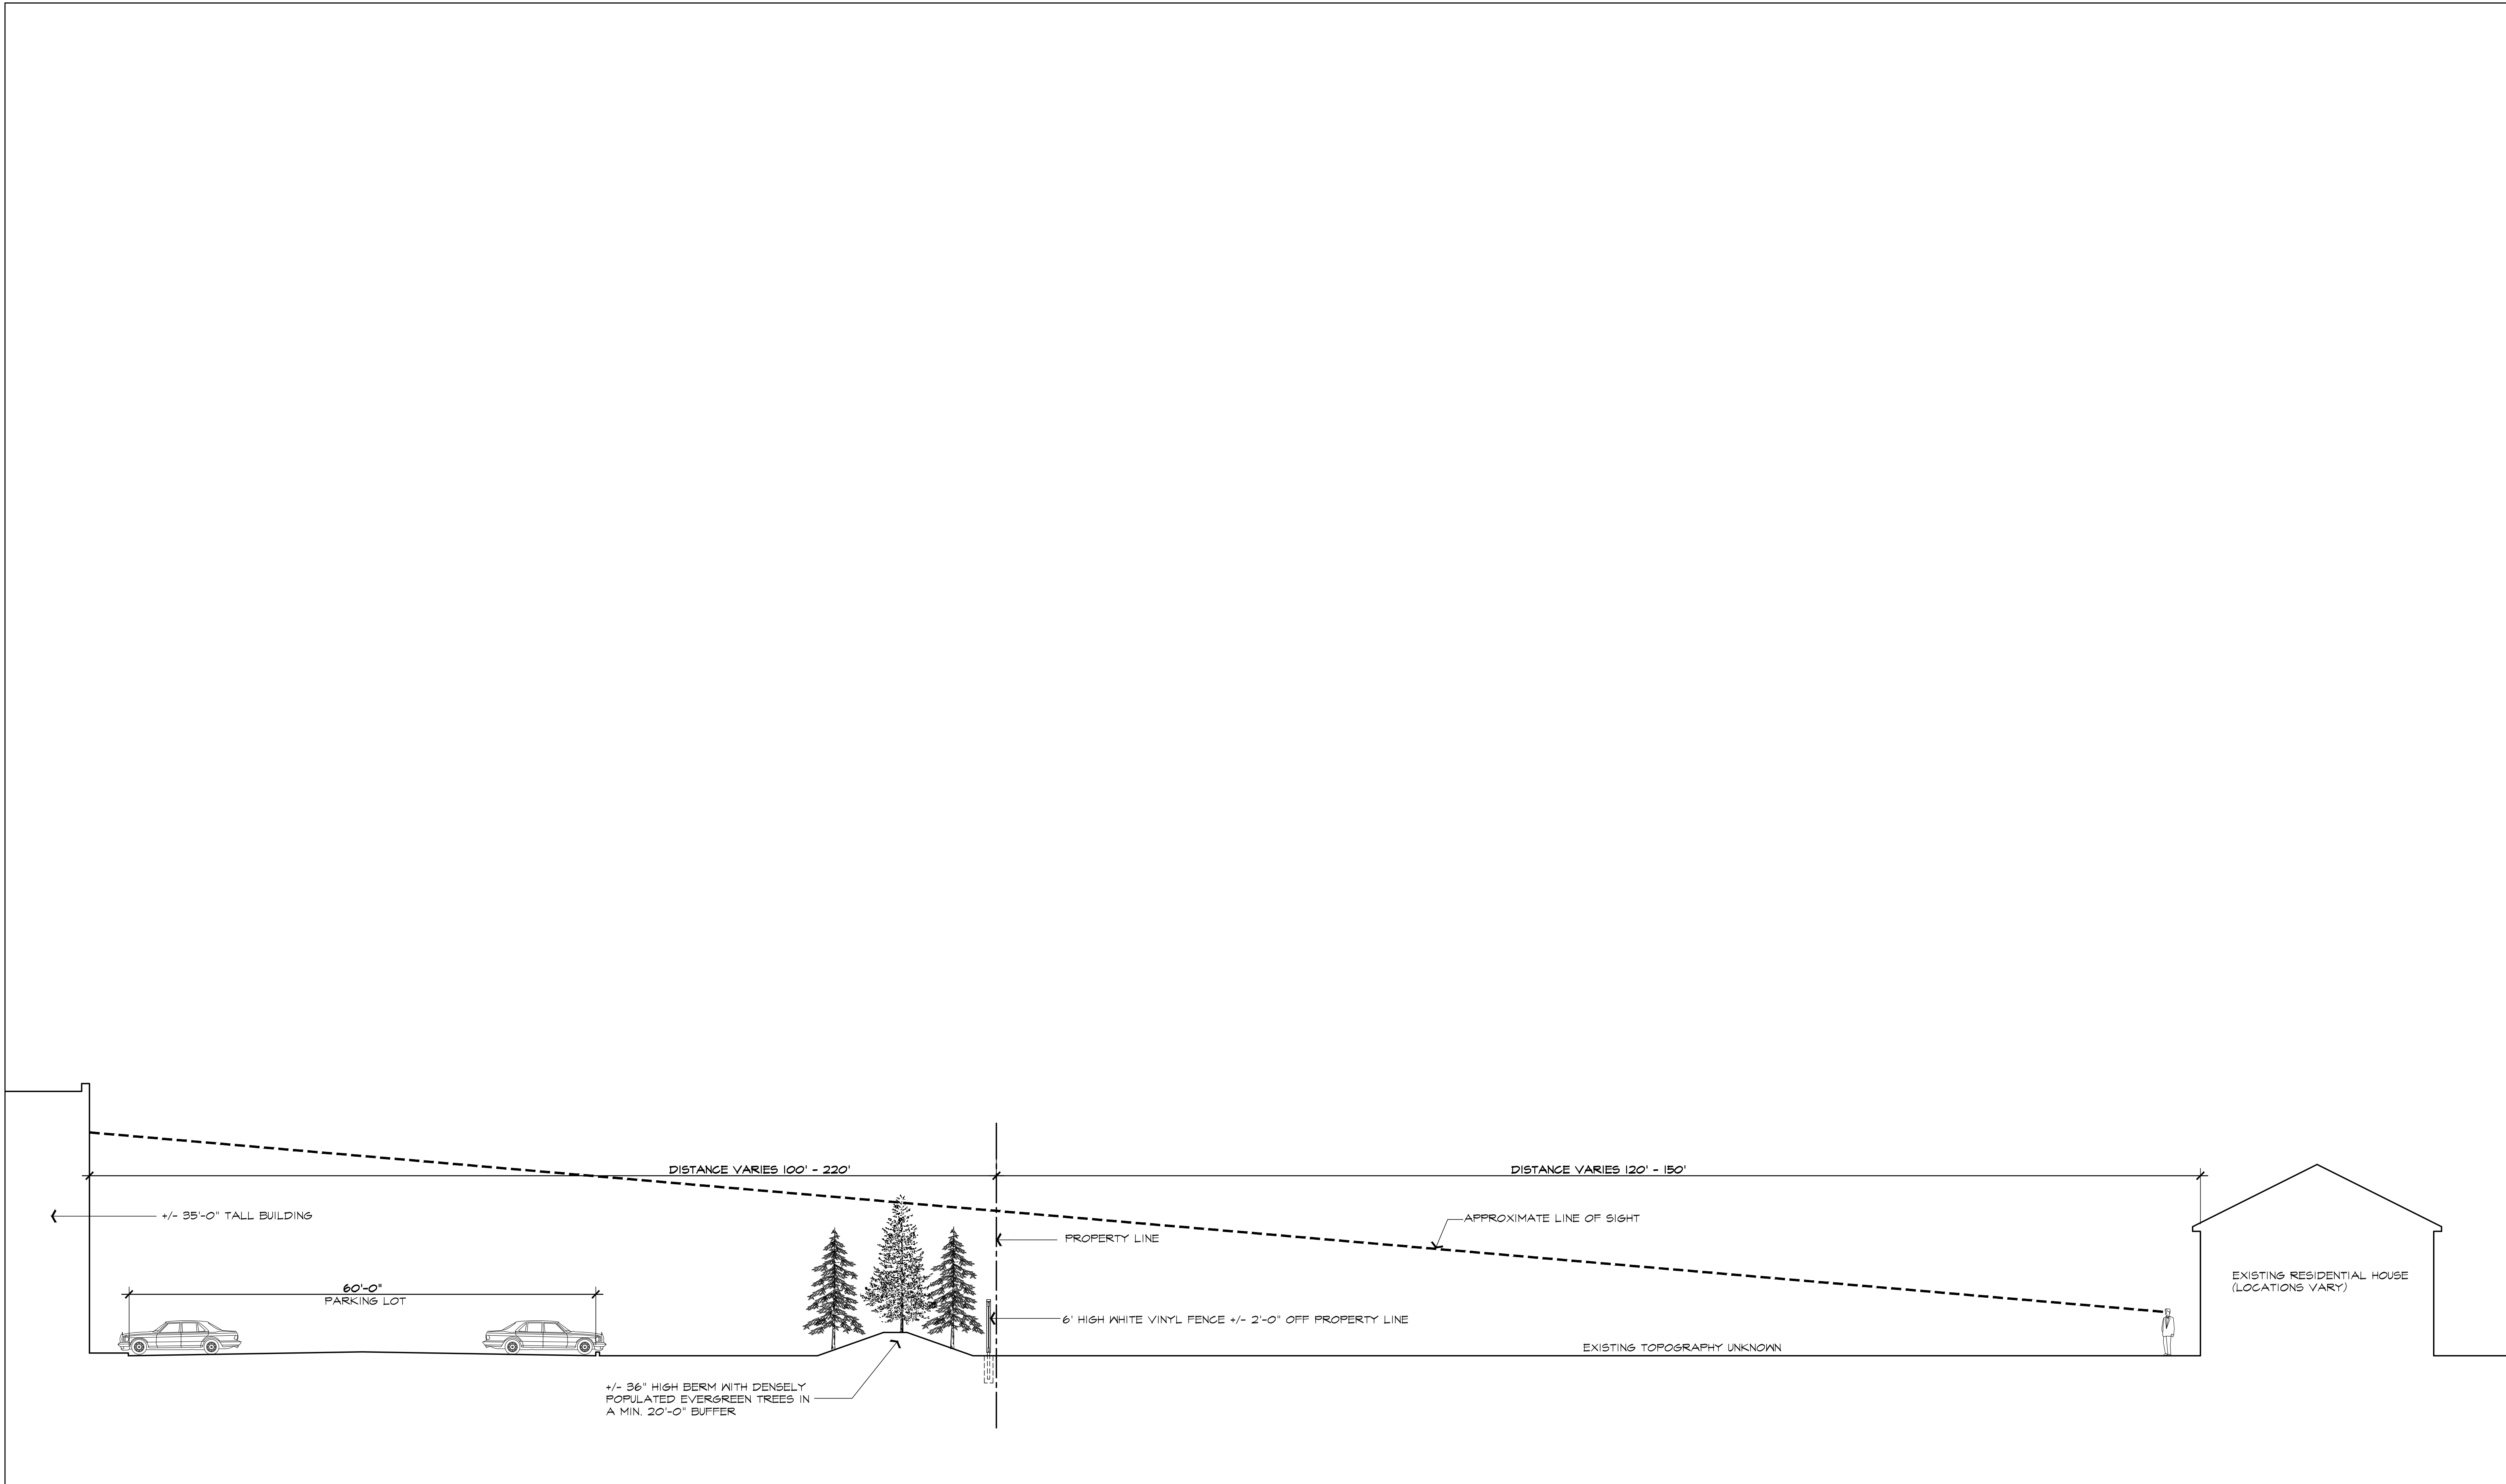 DISTANCE VARIES 100' - 220'
DISTANCE VARIES 120' - 150'
+/- 35'-0" TALL BUILDING
APPROXIMATE LINE OF SIGHT
PROPERTY LINE
60'-0"
PARKING LOT
EXISTING RESIDENTIAL HOUSE
(LOCATIONS VARY)
6' HIGH WHITE VINYL FENCE +/- 2'-0" OFF PROPERTY LINE
EXISTING TOPOGRAPHY UNKNOWN
+/- 36" HIGH BERM WITH DENSELY
POPULATED EVERGREEN TREES IN
A MIN. 20'-0" BUFFER